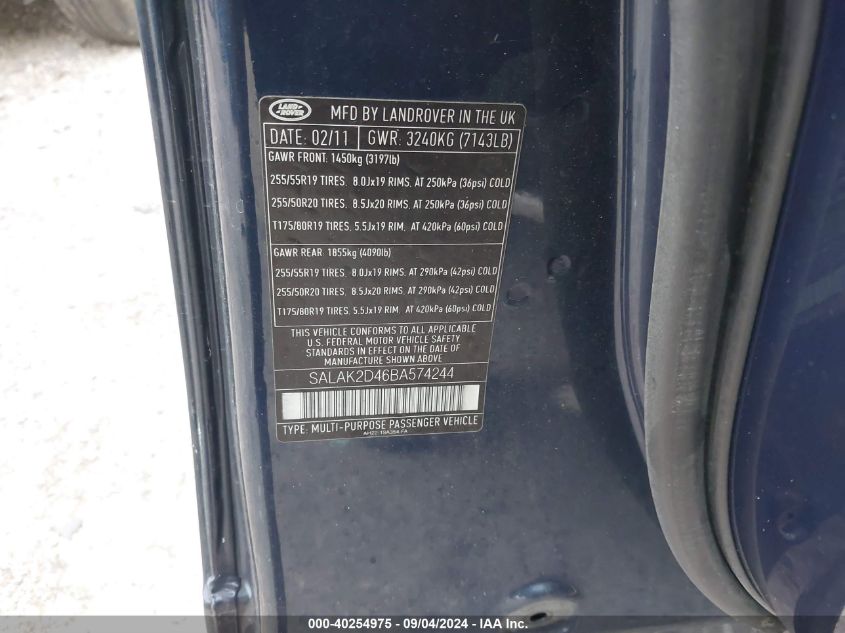 LAND
ROVER
MFD BY LANDROVER IN THE UK
DATE: 02/11 GWR: 3240KG (7143LB)
GAWR FRONT: 1450kg (3197lb)
255/55R19 TIRES. 8.0Jx19 RIMS. AT 250kPa (36psi) COLD
255/50R20 TIRES. 8.5Jx20 RIMS. AT 250kPa (36psi) COLD
T175/80R19 TIRES. 5.5Jx19 RIM. AT 420kPa (60psi) COLD
GAWR REAR: 1855kg (4090lb)
255/55R19 TIRES. 8.0Jx19 RIMS. AT 290kPa (42psi) COLD
255/50R20 TIRES. 8.5Jx20 RIMS. AT 290kPa (42psi) COLD
T175/80R19 TIRES. 5.5Jx19 RIM. AT 420kPa (60psi) COLD
THIS VEHICLE CONFORMS TO ALL APPLICABLE
U.S. FEDERAL MOTOR VEHICLE SAFETY
STANDARDS IN EFFECT ON THE DATE OF
MANUFACTURE SHOWN ABOVE
SALAK2D46BA574244
TYPE: MULTI-PURPOSE PASSENGER VEHICLE
000-40254975 - 09/04/2024 - IAAI.com